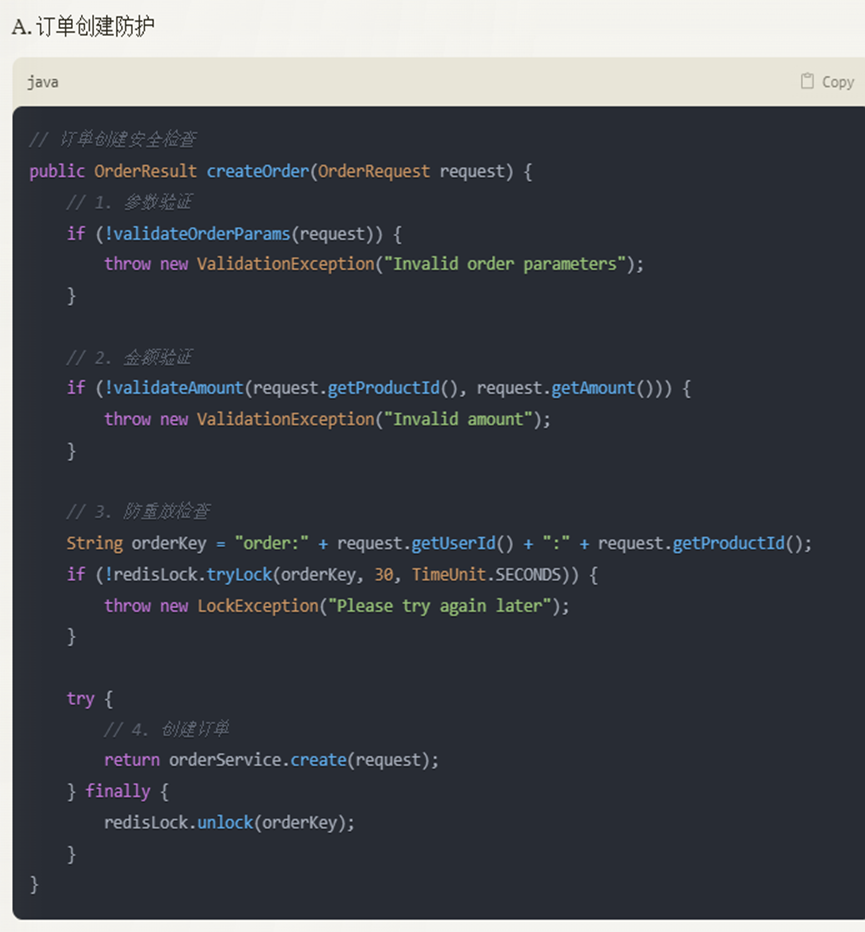 A. 订单创建防护
java
Copy
// 订单创建安全检查
public OrderResult createOrder(OrderRequest request) {
    // 1. 参数验证
    if (!validateOrderParams(request)) {
        throw new ValidationException("Invalid order parameters");
    }
    // 2. 金额验证
    if (!validateAmount(request.getProductId(), request.getAmount())) {
        throw new ValidationException("Invalid amount");
    }
    // 3. 防重放检查
    String orderKey = "order:" + request.getUserId() + ":" + request.getProductId();
    if (!redisLock.tryLock(orderKey, 30, TimeUnit.SECONDS)) {
        throw new LockException("Please try again later");
    }
    try {
        // 4. 创建订单
        return orderService.create(request);
    } finally {
        redisLock.unlock(orderKey);
    }
}